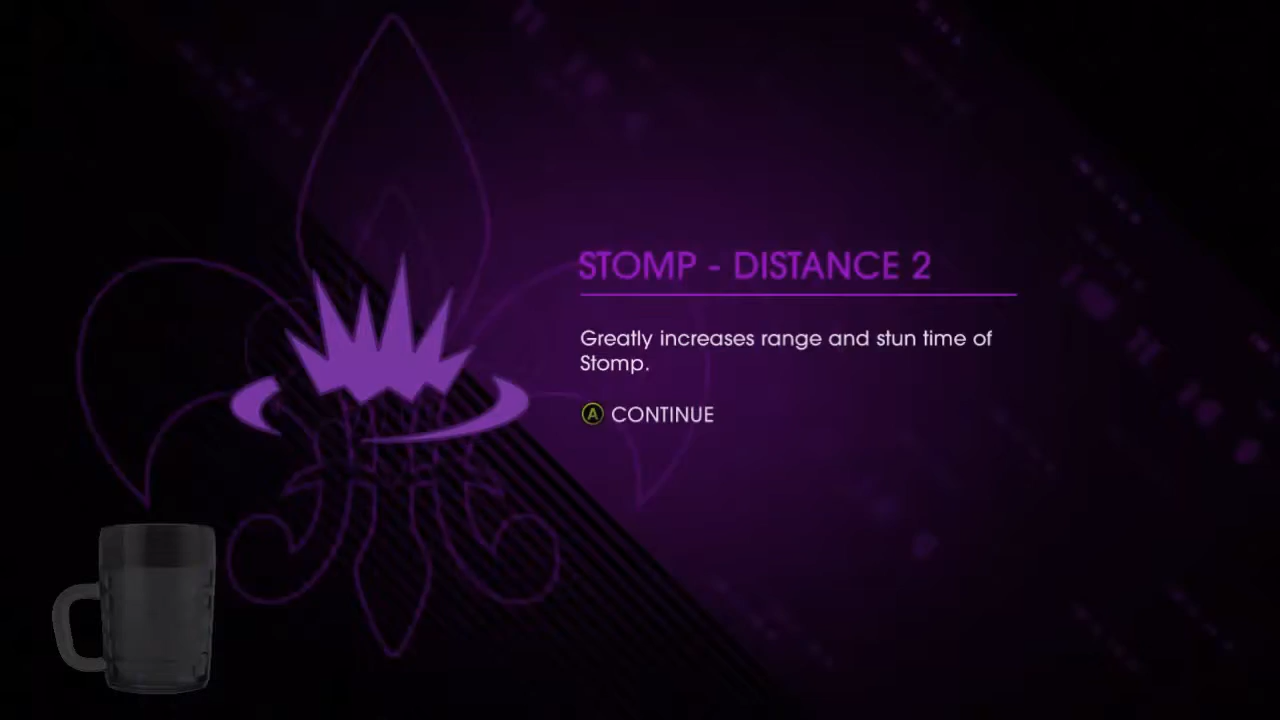 STOMP - DISTANCE 2
Greatly increases range and stun time of
Stomp.
A CONTINUE